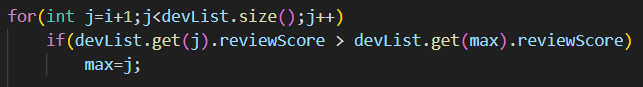 for(int j=i+1;j<devList.size();j++)
if(devList.get(j).reviewScore > devList.get(max).reviewScore)
max=j;